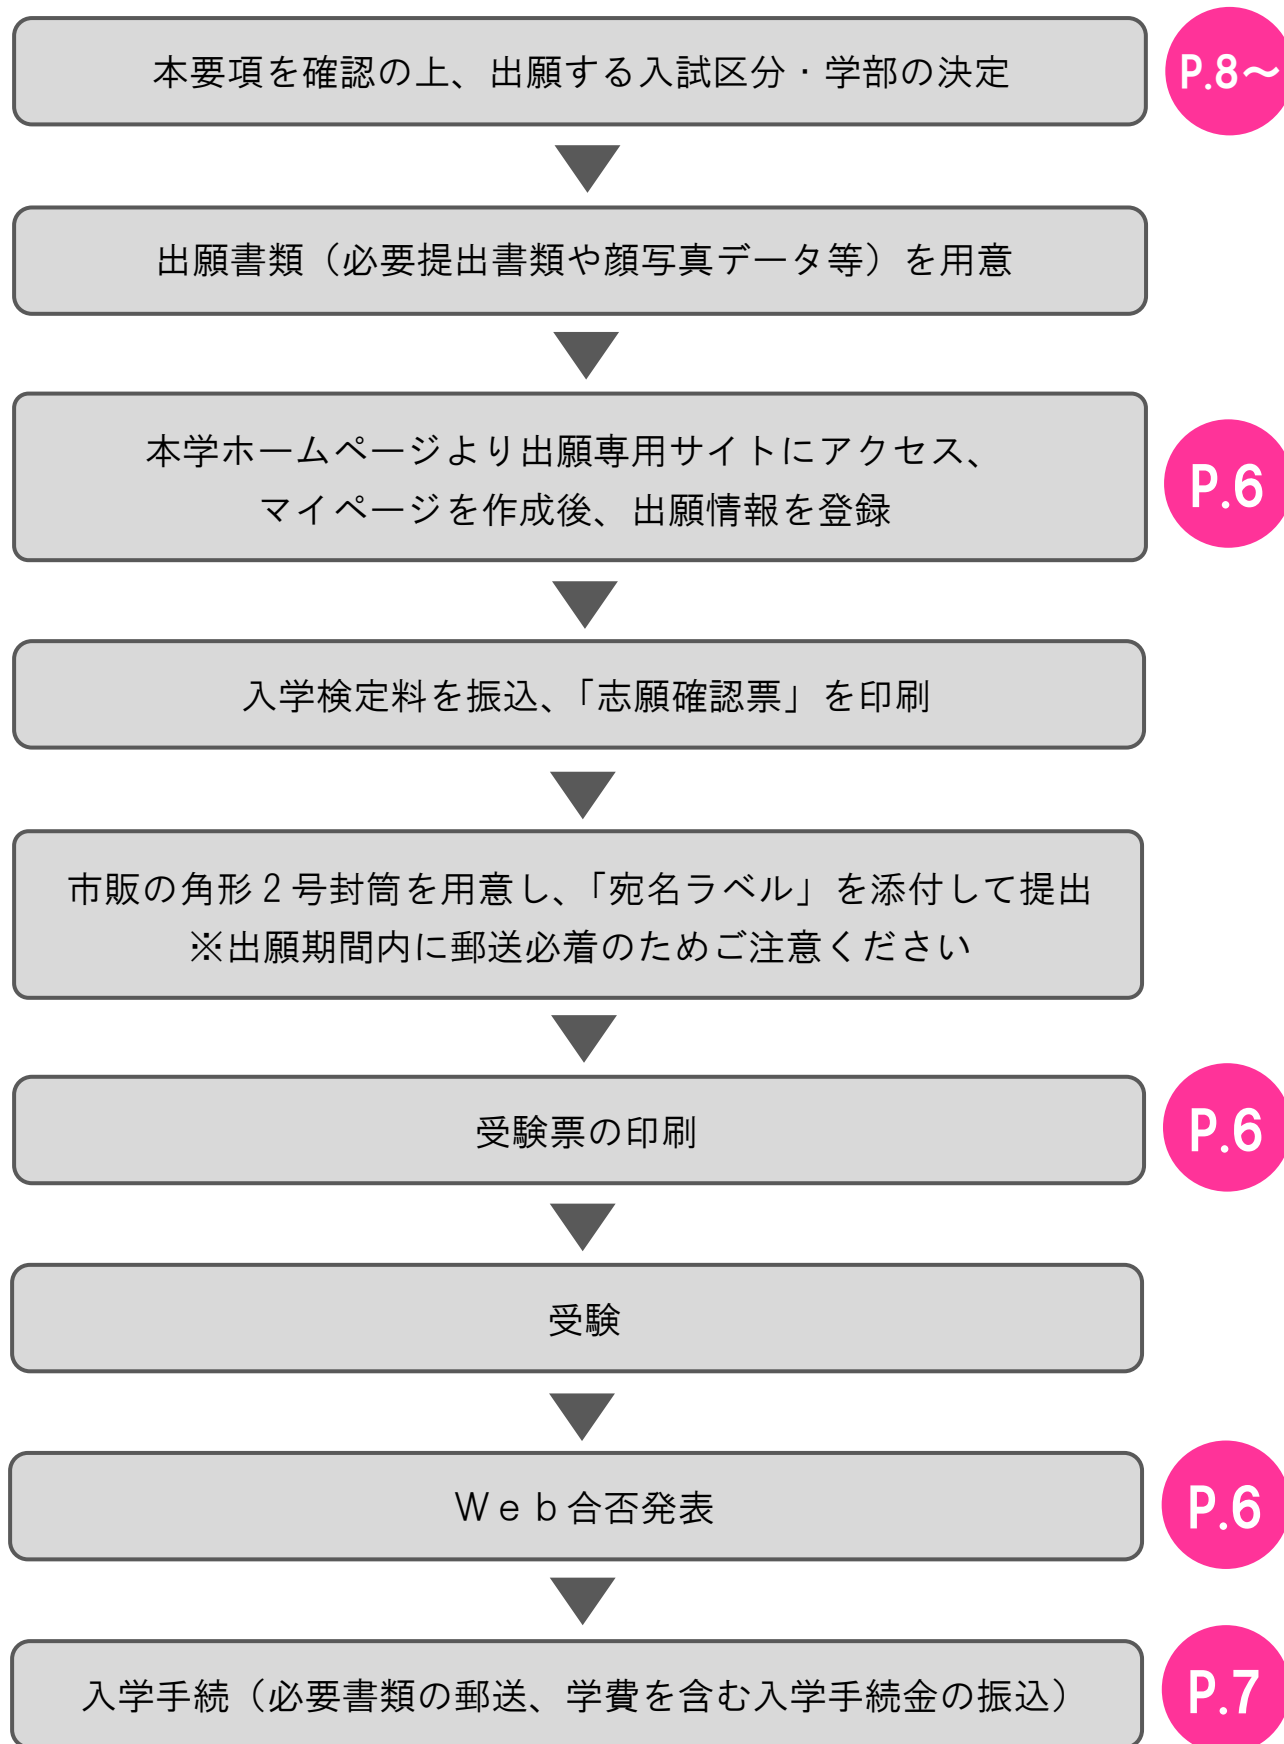 本要項を確認の上、出願する入試区分・学部の決定
P.8～
出願書類（必要提出書類や顔写真データ等）を用意
本学ホームページより出願専用サイトにアクセス、
マイページを作成後、出願情報を登録
P.6
入学検定料を振込、「志願確認票」を印刷
市販の角形２号封筒を用意し、「宛名ラベル」を添付して提出
※出願期間内に郵送必着のためご注意ください
受験票の印刷
P.6
受験
Ｗｅｂ合否発表
P.6
入学手続（必要書類の郵送、学費を含む入学手続金の振込）
P.7